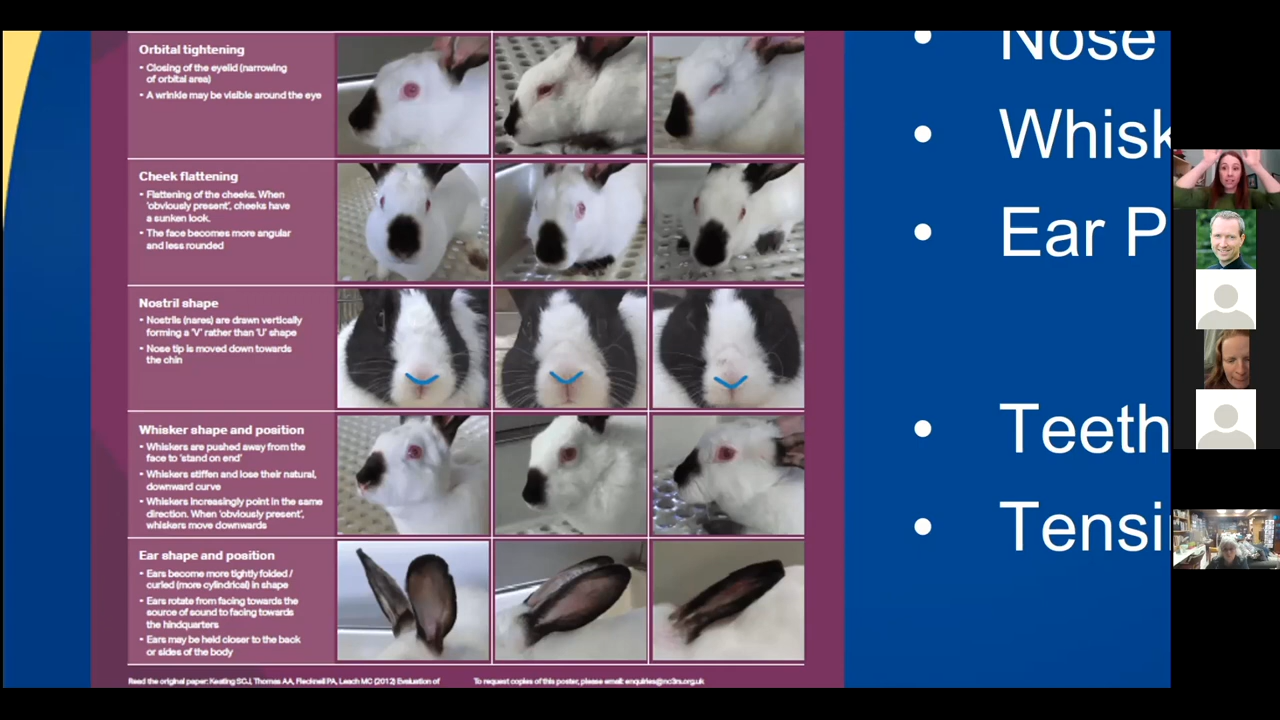 Orbital tightening
- Closing of the eyelid (narrowing
of orbital area)
- A wrinkle may be visible around the eye
Cheek flattening
- Flattening of the cheeks. When
'obviously present', cheeks have
a sunken look.
- The face becomes more angular
and less rounded
Nostril shape
- Nostrils (nares) are drawn vertically
forming a 'V' rather than 'U' shape
- Nose tip is moved down towards
the chin
Whisker shape and position
- Whiskers are pushed away from the
face to 'stand on end'
- Whiskers stiffen and lose their natural,
downward curve
- Whiskers increasingly point in the same
direction. When 'obviously present',
whiskers move downwards
Ear shape and position
- Ears become more tightly folded /
curled (more cylindrical) in shape
- Ears rotate from facing towards the
source of sound to facing towards
the hindquarters
- Ears may be held closer to the back
or sides of the body
Read the original paper: Keating SCJ, Thomas AA, Flecknell PA, Leach MC (2012) Evaluation of
To request copies of this poster, please email: enquiries@nc3rs.org.uk
• Nose
• Whisk
• Ear P
• Teeth
• Tensi